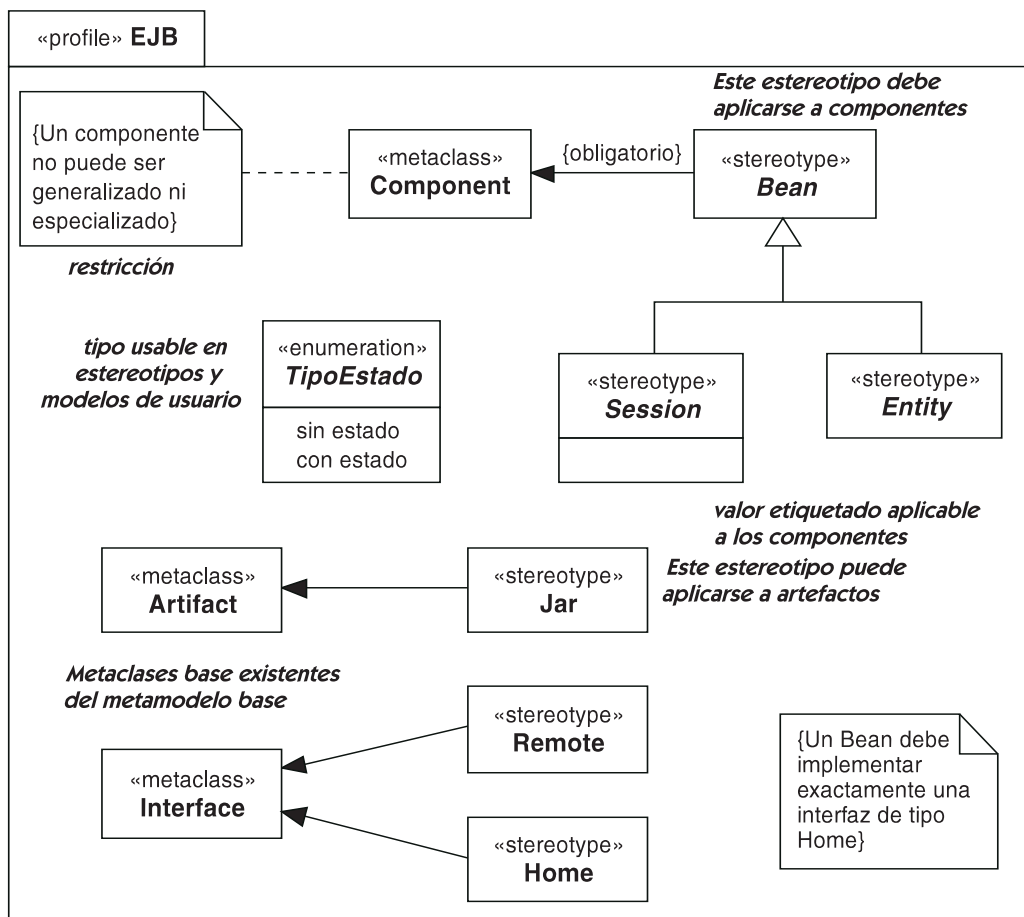 «profile» EJB
Este estereotipo debe
aplicarse a componentes
{Un componente
no puede ser
generalizado ni
especializado}
«metaclass»
Component
{obligatorio}
«stereotype»
Bean
restricción
tipo usable en
estereotipos y
modelos de usuario
«enumeration»
TipoEstado
sin estado
con estado
«stereotype»
Session
«stereotype»
Entity
valor etiquetado aplicable
a los componentes
«metaclass»
Artifact
«stereotype»
Jar
Este estereotipo puede
aplicarse a artefactos
Metaclases base existentes
del metamodelo base
«metaclass»
Interface
«stereotype»
Remote
«stereotype»
Home
{Un Bean debe
implementar
exactamente una
interfaz de tipo
Home}